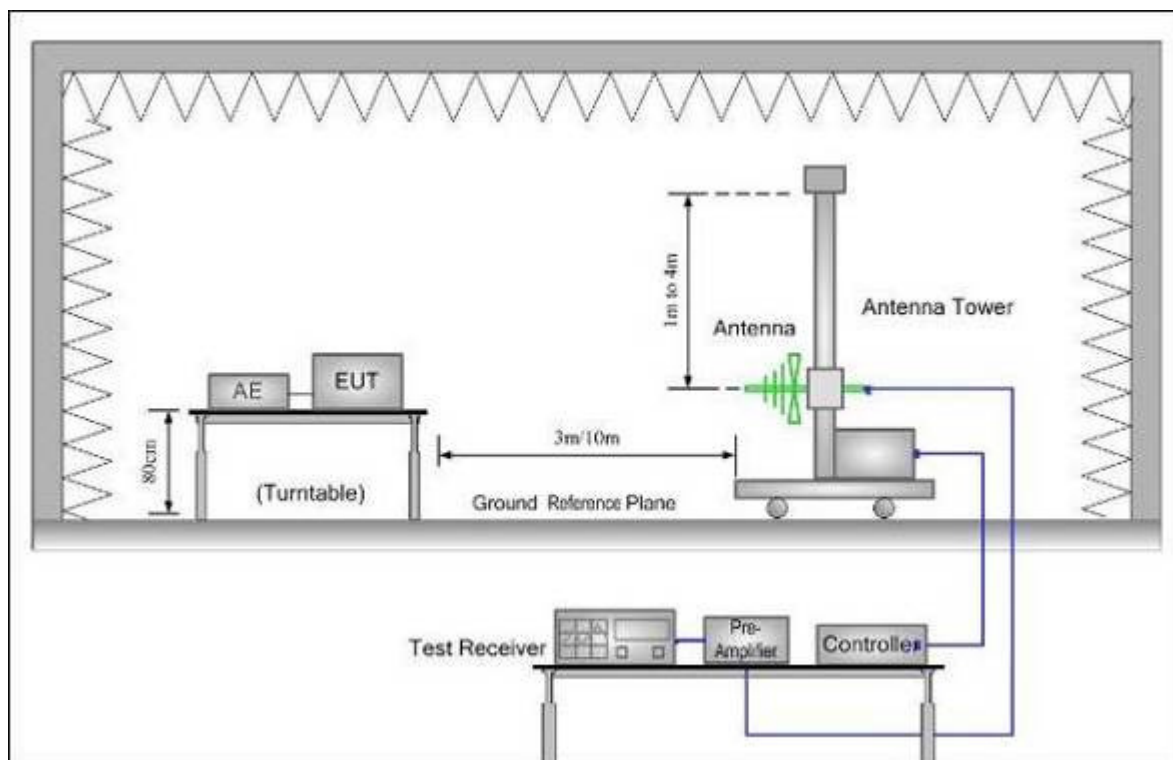 1m to 4m
Antenna Tower
Antenna
AE
EUT
80cm
3m/10m
(Turntable)
Ground Reference Plane
Test Receiver
Pre-
Amplifier
Controller